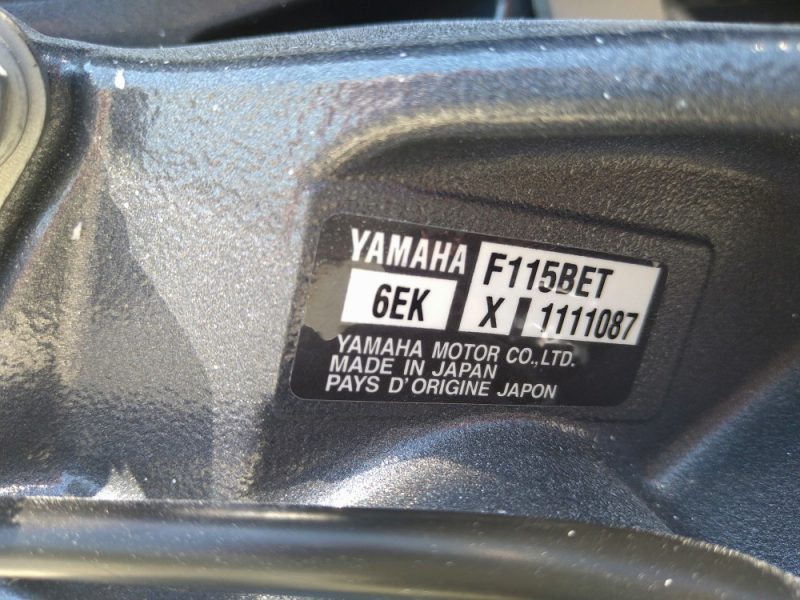 YAMAHA F115BET
6EK X 1111087
YAMAHA MOTOR CO.,LTD.
MADE IN JAPAN
PAYS D'ORIGINE JAPON